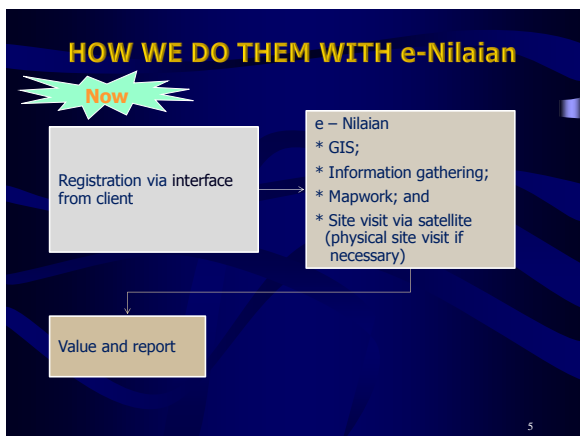 HOW WE DO THEM WITH e-Nilaian
Now
Registration via interface
from client
e – Nilaian
* GIS;
* Information gathering;
* Mapwork; and
* Site visit via satellite
(physical site visit if
necessary)
Value and report
5